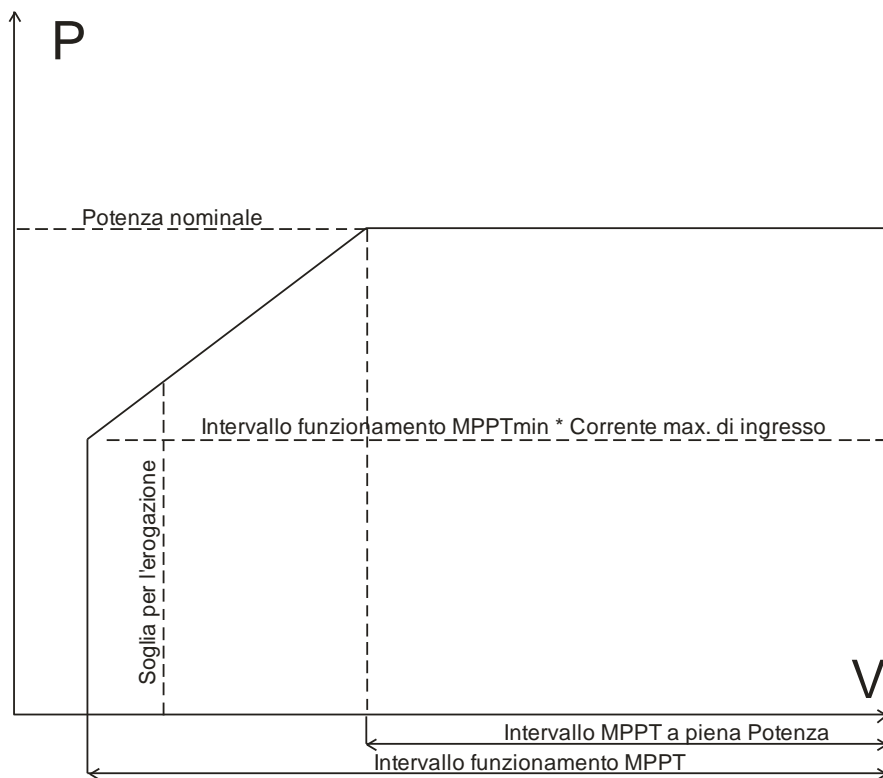 P
Potenza nominale
Intervallo funzionamento MPPTmin * Corrente max. di ingresso
Soglia per l'erogazione
V
Intervallo MPPT a piena Potenza
Intervallo funzionamento MPPT